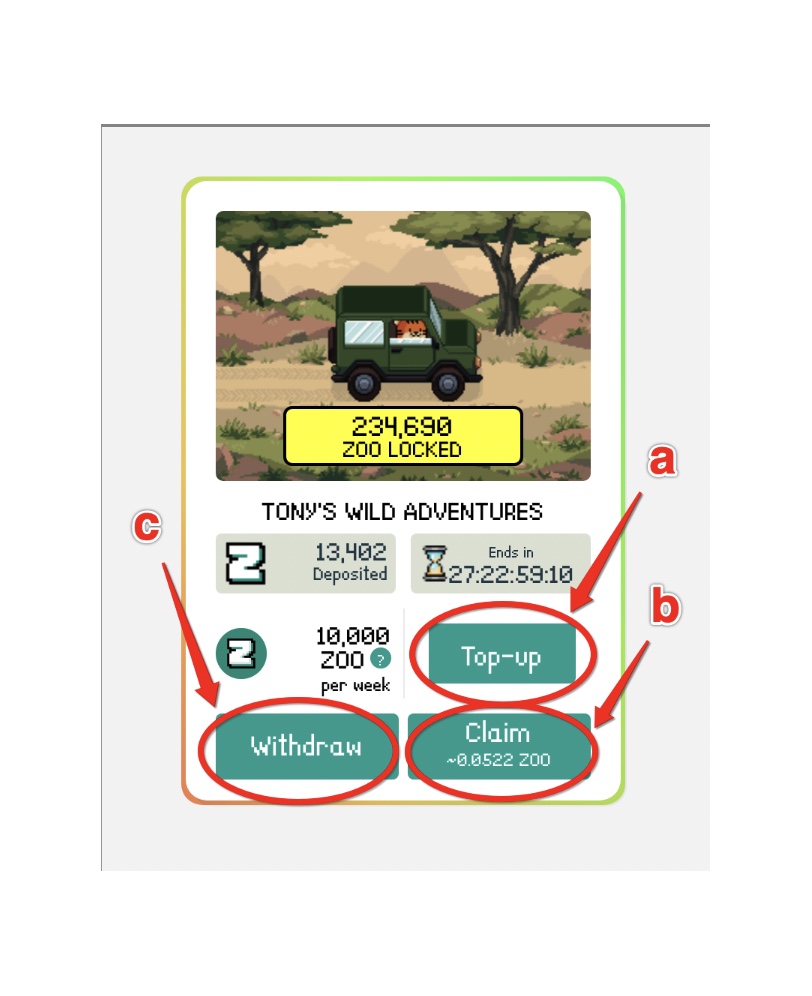 234,690
ZOO LOCKED
a
TONY'S WILD ADVENTURES
c
13,402
Deposited
Ends in
27:22:59:10
b
10,000
ZOO ?
per week
Top-up
Withdraw
Claim
~0.0522 ZOO